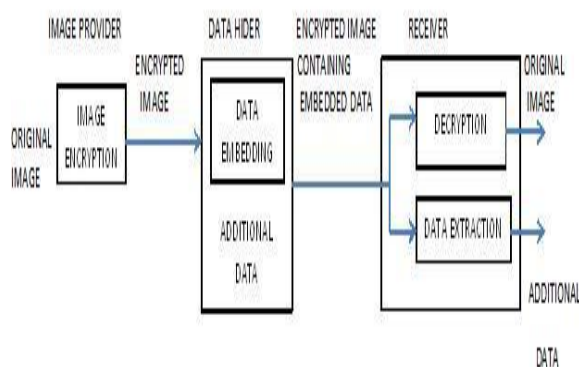 IMAGE PROVIDER
DATA HIDER
ENCRYPTED IMAGE
CONTAINING
EMBEDDED DATA
RECEIVER
ENCRYPTED
IMAGE
ORIGINAL
IMAGE
IMAGE
ENCRYPTION
DATA
EMBEDDING
ADDITIONAL
DATA
DECRYPTION
DATA EXTRACTION
ORIGINAL
IMAGE
ADDITIONAL
DATA